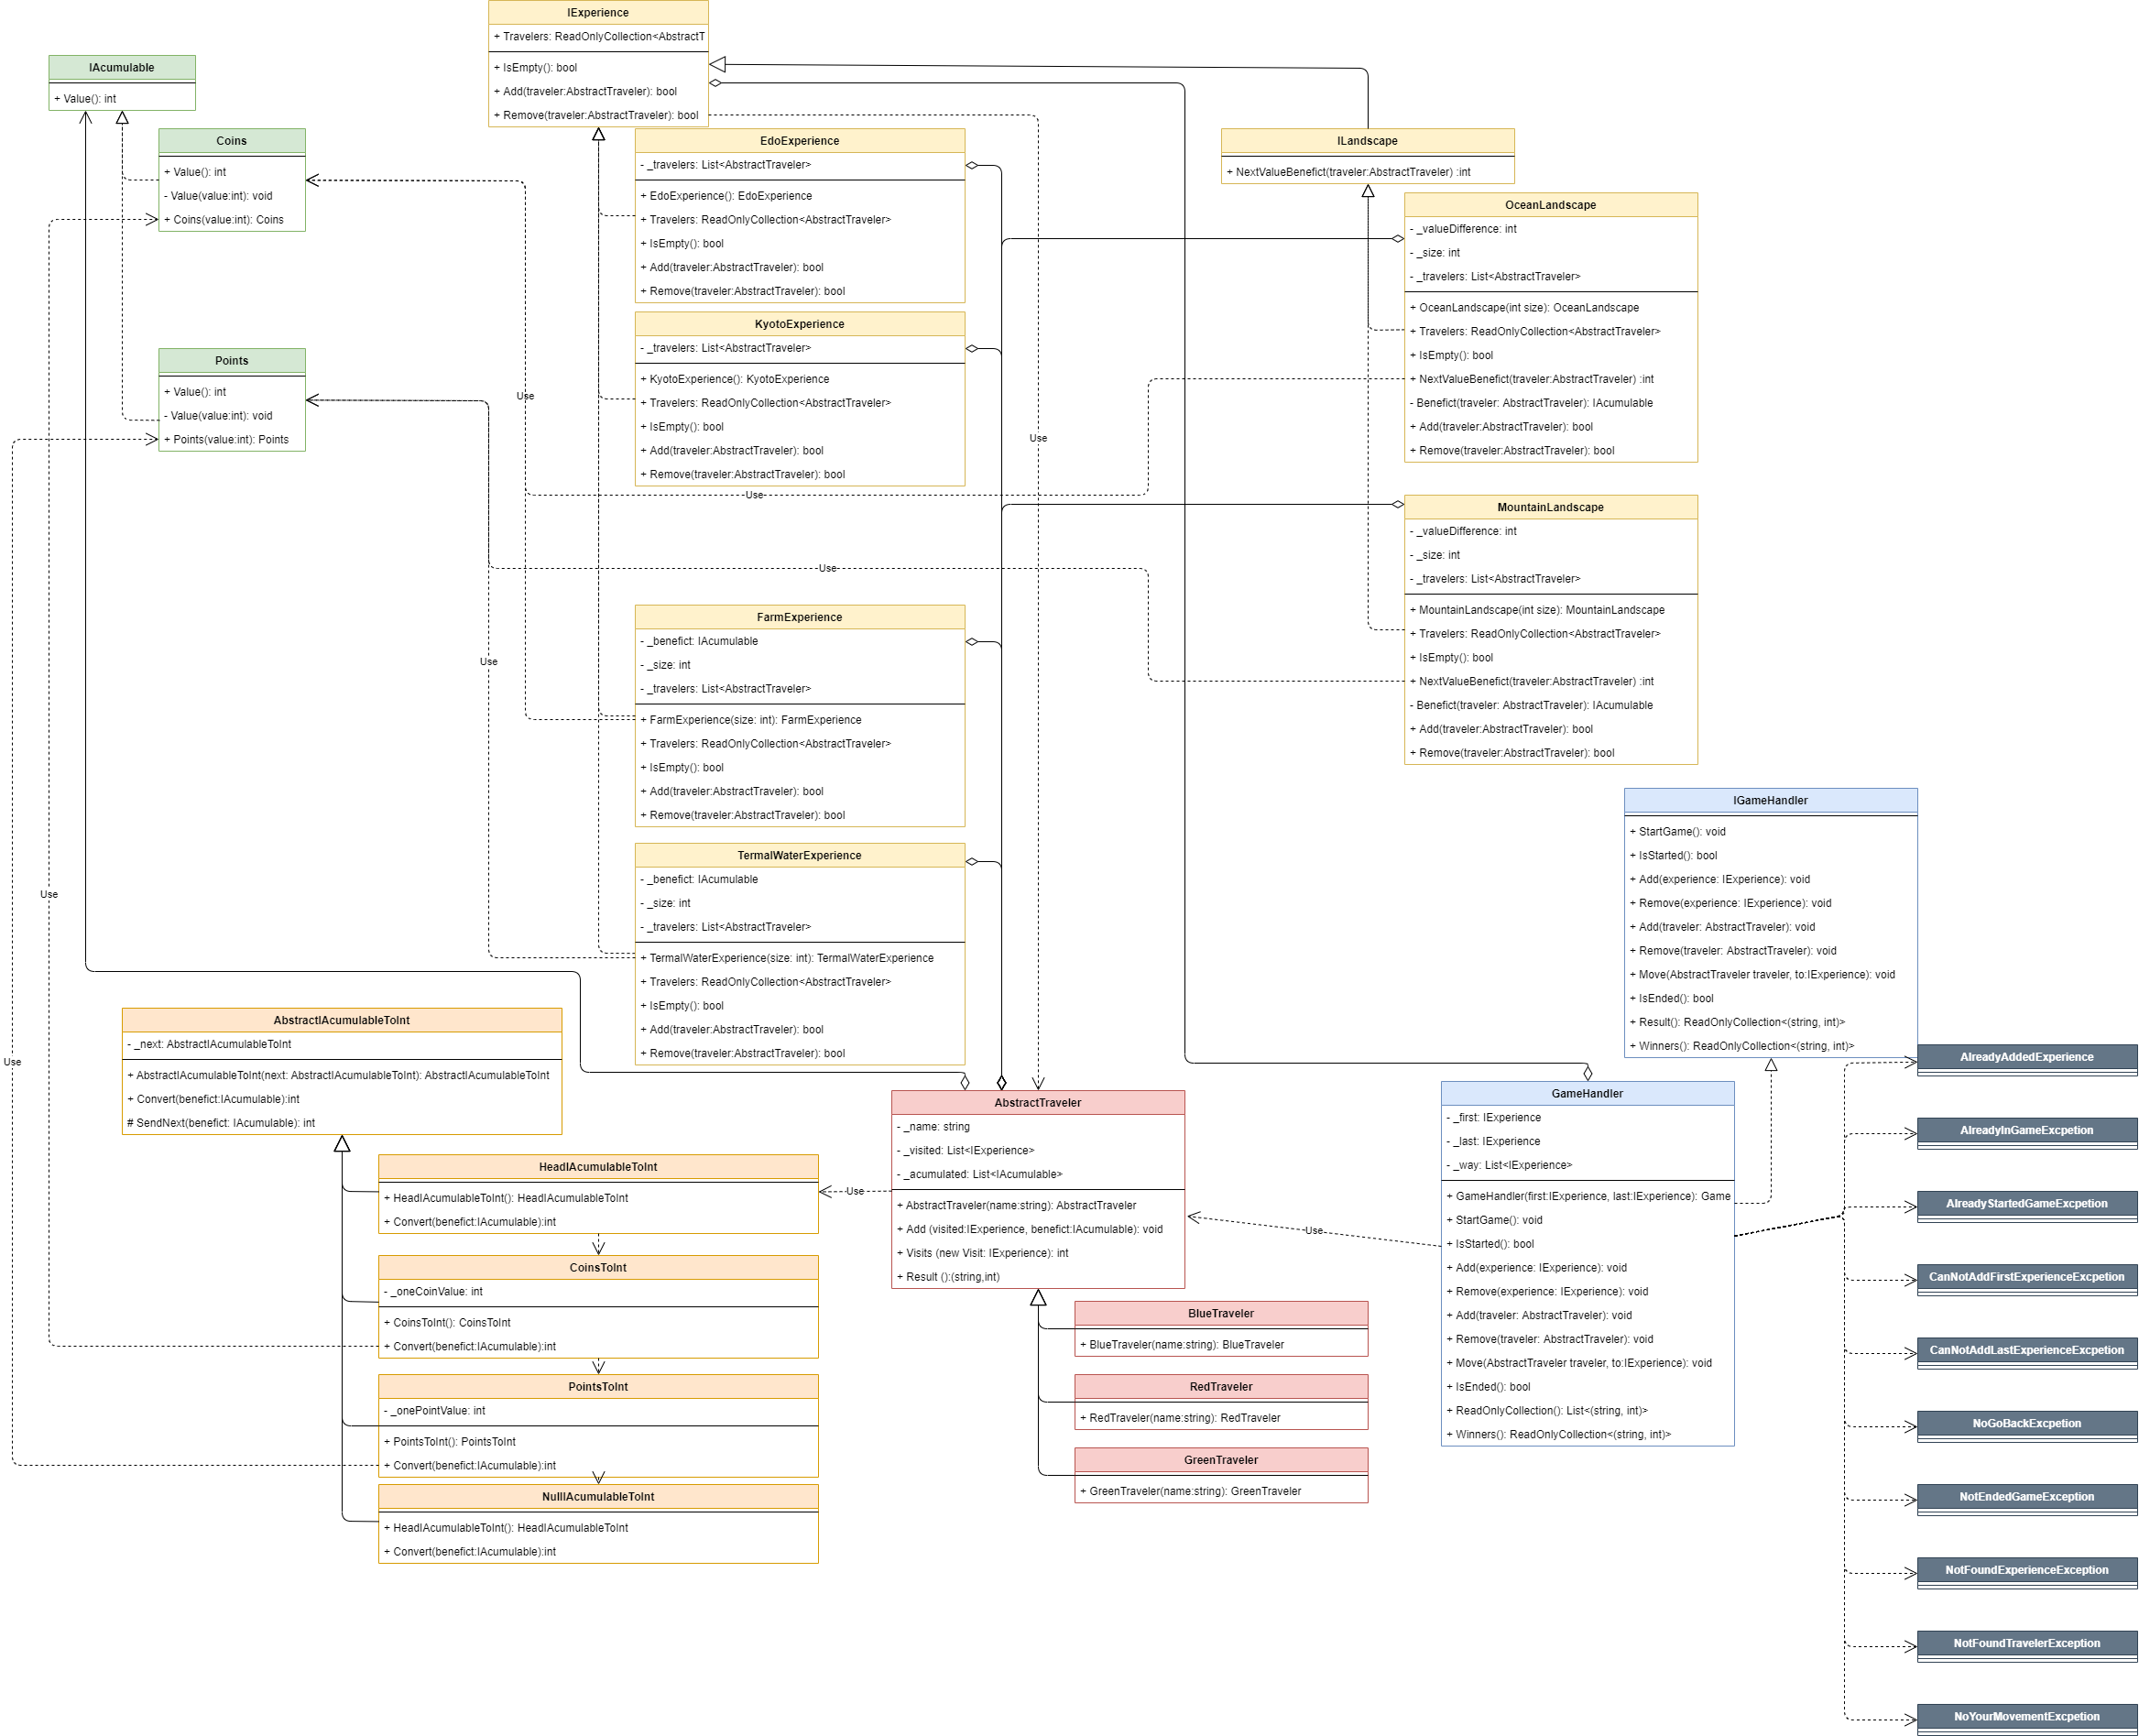 IExperience
+ Travelers: ReadOnlyCollection<AbstractT
+ IsEmpty(): bool
+ Add(traveler:AbstractTraveler): bool
+ Remove(traveler:AbstractTraveler): bool
IAcumulable
+ Value(): int
Coins
+ Value(): int
- Value(value:int): void
+ Coins(value:int): Coins
Points
+ Value(): int
- Value(value:int): void
+ Points(value:int): Points
EdoExperience
- _travelers: List<AbstractTraveler>
+ EdoExperience(): EdoExperience
+ Travelers: ReadOnlyCollection<AbstractTraveler>
+ IsEmpty(): bool
+ Add(traveler:AbstractTraveler): bool
+ Remove(traveler:AbstractTraveler): bool
KyotoExperience
- _travelers: List<AbstractTraveler>
+ KyotoExperience(): KyotoExperience
+ Travelers: ReadOnlyCollection<AbstractTraveler>
+ IsEmpty(): bool
+ Add(traveler:AbstractTraveler): bool
+ Remove(traveler:AbstractTraveler): bool
ILandscape
+ NextValueBenefict(traveler:AbstractTraveler) :int
OceanLandscape
- _valueDifference: int
- _size: int
- _travelers: List<AbstractTraveler>
+ OceanLandscape(int size): OceanLandscape
+ Travelers: ReadOnlyCollection<AbstractTraveler>
+ IsEmpty(): bool
+ NextValueBenefict(traveler:AbstractTraveler) :int
- Benefict(traveler: AbstractTraveler): IAcumulable
+ Add(traveler:AbstractTraveler): bool
+ Remove(traveler:AbstractTraveler): bool
Use
Use
Use
MountainLandscape
- _valueDifference: int
- _size: int
- _travelers: List<AbstractTraveler>
+ MountainLandscape(int size): MountainLandscape
+ Travelers: ReadOnlyCollection<AbstractTraveler>
+ IsEmpty(): bool
+ NextValueBenefict(traveler:AbstractTraveler) :int
- Benefict(traveler: AbstractTraveler): IAcumulable
+ Add(traveler:AbstractTraveler): bool
+ Remove(traveler:AbstractTraveler): bool
Use
Use
FarmExperience
- _benefict: IAcumulable
- _size: int
- _travelers: List<AbstractTraveler>
+ FarmExperience(size: int): FarmExperience
+ Travelers: ReadOnlyCollection<AbstractTraveler>
+ IsEmpty(): bool
+ Add(traveler:AbstractTraveler): bool
+ Remove(traveler:AbstractTraveler): bool
TermalWaterExperience
- _benefict: IAcumulable
- _size: int
- _travelers: List<AbstractTraveler>
+ TermalWaterExperience(size: int): TermalWaterExperience
+ Travelers: ReadOnlyCollection<AbstractTraveler>
+ IsEmpty(): bool
+ Add(traveler:AbstractTraveler): bool
+ Remove(traveler:AbstractTraveler): bool
IGameHandler
+ StartGame(): void
+ IsStarted(): bool
+ Add(experience: IExperience): void
+ Remove(experience: IExperience): void
+ Add(traveler: AbstractTraveler): void
+ Remove(traveler: AbstractTraveler): void
+ Move(AbstractTraveler traveler, to:IExperience): void
+ IsEnded(): bool
+ Result(): ReadOnlyCollection<(string, int)>
+ Winners(): ReadOnlyCollection<(string, int)>
Use
Use
AbstractIAcumulableToInt
- _next: AbstractIAcumulableToInt
+ AbstractIAcumulableToInt(next: AbstractIAcumulableToInt): AbstractIAcumulableToInt
+ Convert(benefict:IAcumulable):int
# SendNext(benefict: IAcumulable): int
HeadIAcumulableToInt
+ HeadIAcumulableToInt(): HeadIAcumulableToInt
+ Convert(benefict:IAcumulable):int
CoinsToInt
- _oneCoinValue: int
+ CoinsToInt(): CoinsToInt
+ Convert(benefict:IAcumulable):int
PointsToInt
- _onePointValue: int
+ PointsToInt(): PointsToInt
+ Convert(benefict:IAcumulable):int
NullIAcumulableToInt
+ HeadIAcumulableToInt(): HeadIAcumulableToInt
+ Convert(benefict:IAcumulable):int
Use
AbstractTraveler
- _name: string
- _visited: List<IExperience>
- _acumulated: List<IAcumulable>
+ AbstractTraveler(name:string): AbstractTraveler
+ Add (visited:IExperience, benefict:IAcumulable): void
+ Visits (new Visit: IExperience): int
+ Result ():(string,int)
BlueTraveler
+ BlueTraveler(name:string): BlueTraveler
RedTraveler
+ RedTraveler(name:string): RedTraveler
GreenTraveler
+ GreenTraveler(name:string): GreenTraveler
Use
GameHandler
- _first: IExperience
- _last: IExperience
- _way: List<IExperience>
+ GameHandler(first:IExperience, last:IExperience): Game
+ StartGame(): void
+ IsStarted(): bool
+ Add(experience: IExperience): void
+ Remove(experience: IExperience): void
+ Add(traveler: AbstractTraveler): void
+ Remove(traveler: AbstractTraveler): void
+ Move(AbstractTraveler traveler, to:IExperience): void
+ IsEnded(): bool
+ ReadOnlyCollection(): List<(string, int)>
+ Winners(): ReadOnlyCollection<(string, int)>
AlreadyAddedExperience
AlreadyInGameExcpetion
AlreadyStartedGameExcpetion
CanNotAddFirstExperienceExcpetion
CanNotAddLastExperienceExcpetion
NoGoBackExcpetion
NotEndedGameException
NotFoundExperienceException
NotFoundTravelerExcpetion
NoYourMovementExcpetion